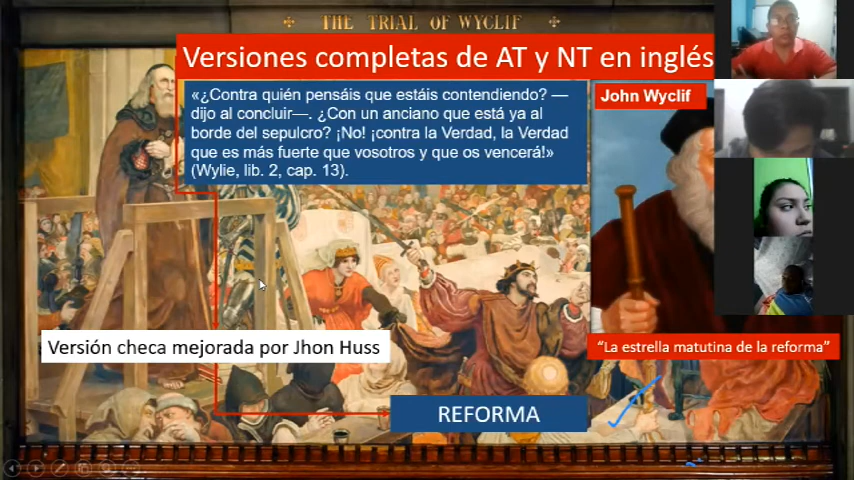 THE TRIAL OF WYCLIF
Versiones completas de AT y NT en inglés
«¿Contra quién pensáis que estáis contendiendo? —
dijo al concluir—. ¿Con un anciano que está ya al
borde del sepulcro? ¡No! ¡contra la Verdad, la Verdad
que es más fuerte que vosotros y que os vencerá!»
(Wylie, lib. 2, cap. 13).
John Wyclif
Versión checa mejorada por Jhon Huss
“La estrella matutina de la reforma”
REFORMA